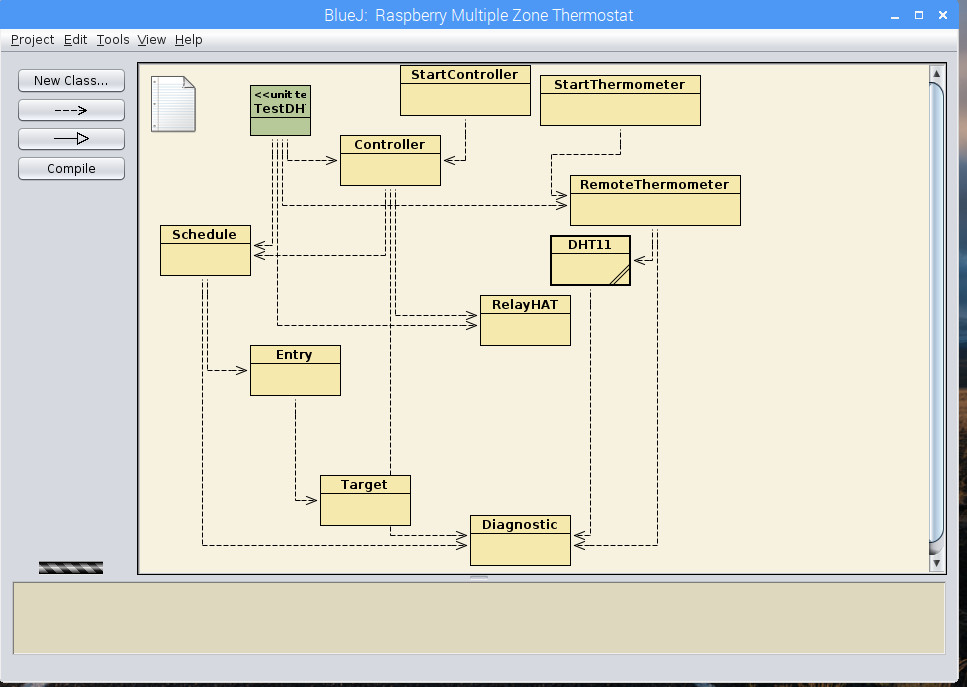 BlueJ: Raspberry Multiple Zone Thermostat
Project Edit Tools View Help
New Class...
Compile
StartController
StartThermometer
<<unit te
TestDH
Controller
RemoteThermometer
Schedule
DHT11
RelayHAT
Entry
Target
Diagnostic